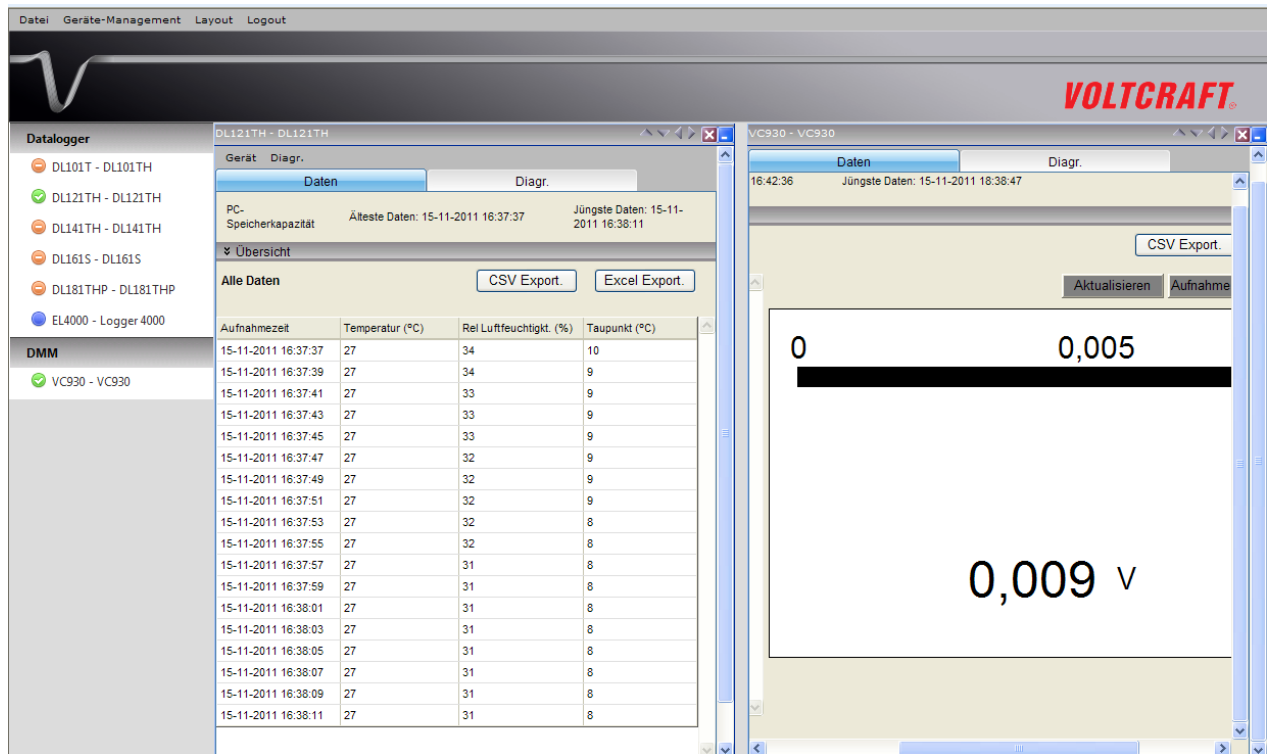 Datei Geräte-Management Layout Logout
VOLTCRAFT®
Datalogger
DL101T - DL101TH
DL121TH - DL121TH
DL141TH - DL141TH
DL161S - DL161S
DL181THP - DL181THP
EL4000 - Logger 4000
DMM
VC930 - VC930
DL121TH - DL121TH
Gerät Diagr.
Daten Diagr.
PC-
Speicherkapazität
Älteste Daten: 15-11-2011 16:37:37
Jüngste Daten: 15-11-
2011 16:38:11
Übersicht
Alle Daten CSV Export. Excel Export.
Aufnahmezeit Temperatur (ºC) Rel Luftfeuchtigkt. (%) Taupunkt (ºC)
15-11-2011 16:37:37 27 34 10
15-11-2011 16:37:39 27 34 9
15-11-2011 16:37:41 27 33 9
15-11-2011 16:37:43 27 33 9
15-11-2011 16:37:45 27 33 9
15-11-2011 16:37:47 27 32 9
15-11-2011 16:37:49 27 32 9
15-11-2011 16:37:51 27 32 9
15-11-2011 16:37:53 27 32 8
15-11-2011 16:37:55 27 32 8
15-11-2011 16:37:57 27 31 8
15-11-2011 16:37:59 27 31 8
15-11-2011 16:38:01 27 31 8
15-11-2011 16:38:03 27 31 8
15-11-2011 16:38:05 27 31 8
15-11-2011 16:38:07 27 31 8
15-11-2011 16:38:09 27 31 8
15-11-2011 16:38:11 27 31 8
VC930 - VC930
Daten Diagr.
16:42:36 Jüngste Daten: 15-11-2011 18:38:47
CSV Export.
Aktualisieren Aufnahme
0 0,005
0,009 V